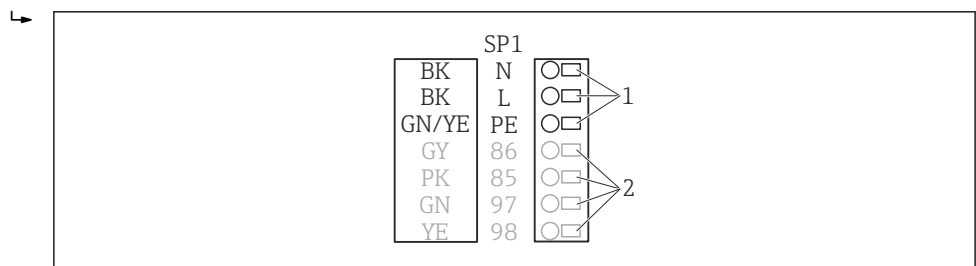 SP1
BK N
BK L 1
GN/YE PE
GY 86
PK 85 2
GN 97
YE 98